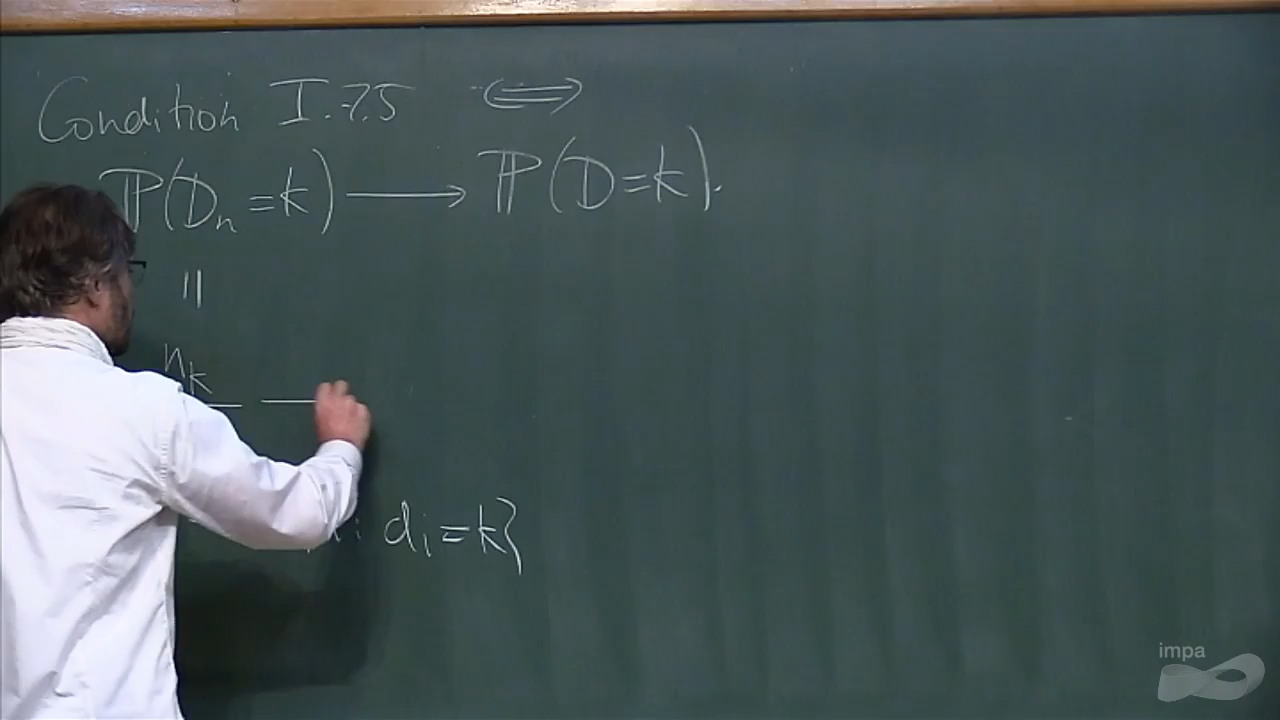 Condition I.7.5 ⟺
ℙ(Dₙ=k) ⟶ ℙ(D=k).
=
nₖ
: dᵢ=k}
impa